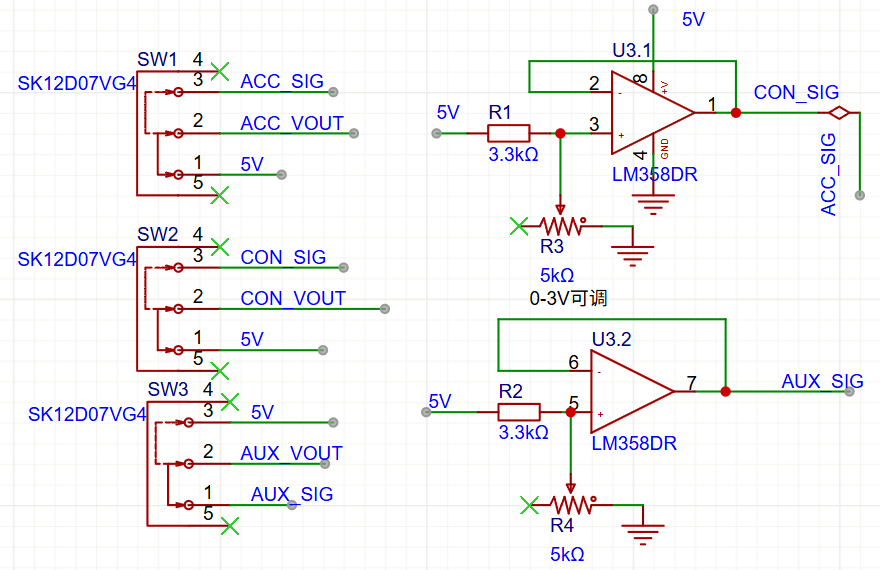 SW1
SK12D07VG4
4
3
ACC_SIG
2
ACC_VOUT
1
5V
5
SW2
SK12D07VG4
4
3
CON_SIG
2
CON_VOUT
1
5V
5
SW3
SK12D07VG4
4
3
5V
2
AUX_VOUT
1
AUX_SIG
5
5V
U3.1
8
+V
2
-
1
CON_SIG
5V
R1
3
+
3.3kΩ
4
GND
LM358DR
ACC_SIG
R3
5kΩ
0-3V可调
U3.2
6
-
7
AUX_SIG
5V
R2
5
+
3.3kΩ
LM358DR
R4
5kΩ